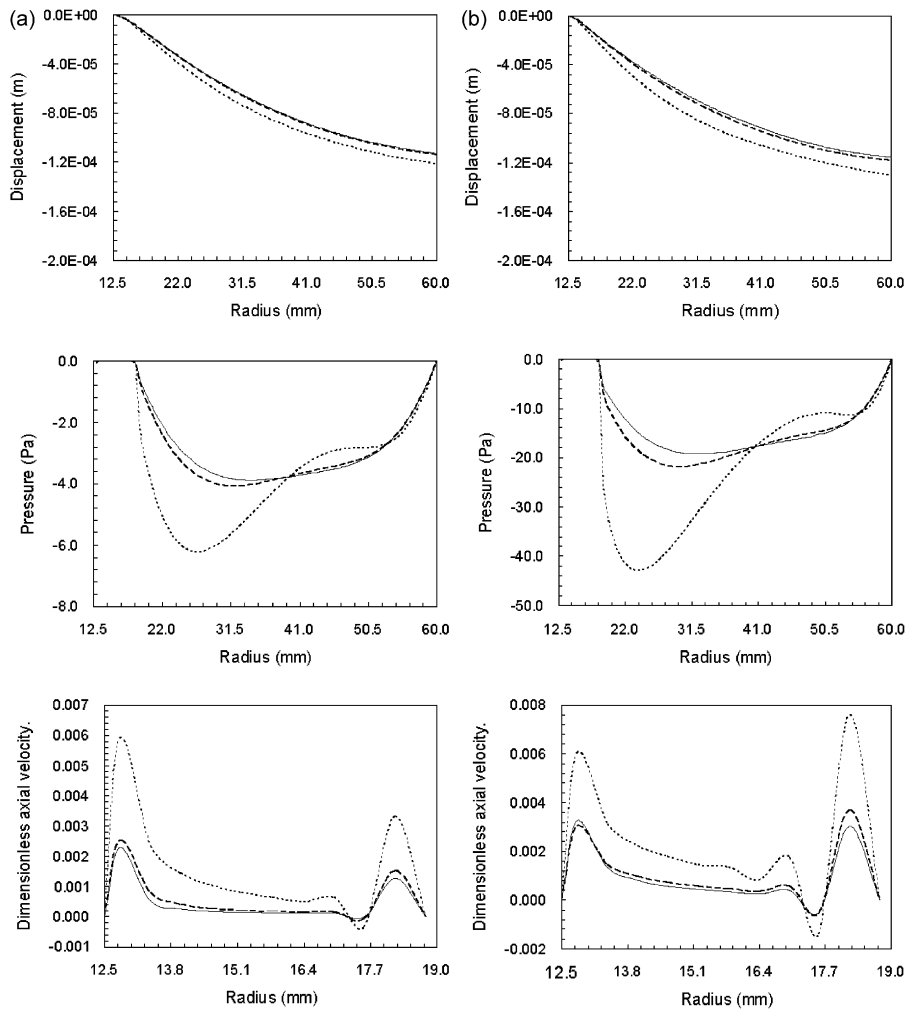 (a)
0.0E+00
-4.0E-05
-8.0E-05
-1.2E-04
-1.6E-04
-2.0E-04
Displacement (m)
12.5 22.0 31.5 41.0 50.5 60.0
Radius (mm)
(b)
0.0E+00
-4.0E-05
-8.0E-05
-1.2E-04
-1.6E-04
-2.0E-04
Displacement (m)
12.5 22.0 31.5 41.0 50.5 60.0
Radius (mm)
0.0
-2.0
-4.0
-6.0
-8.0
Pressure (Pa)
12.5 22.0 31.5 41.0 50.5 60.0
Radius (mm)
0.0
-10.0
-20.0
-30.0
-40.0
-50.0
Pressure (Pa)
12.5 22.0 31.5 41.0 50.5 60.0
Radius (mm)
0.007
0.006
0.005
0.004
0.003
0.002
0.001
0.000
-0.001
Dimensionless axial velocity.
12.5 13.8 15.1 16.4 17.7 19.0
Radius (mm)
0.008
0.006
0.004
0.002
0.000
-0.002
Dimensionless axial velocity.
12.5 13.8 15.1 16.4 17.7 19.0
Radius (mm)